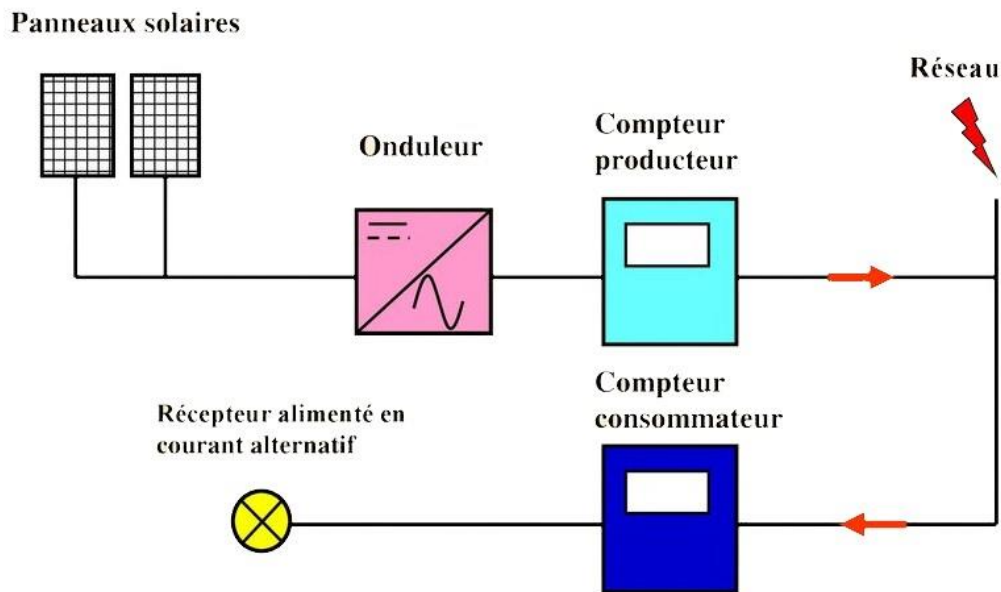 Panneaux solaires
Réseau
Onduleur
Compteur
producteur
Compteur
consommateur
Récepteur alimenté en
courant alternatif